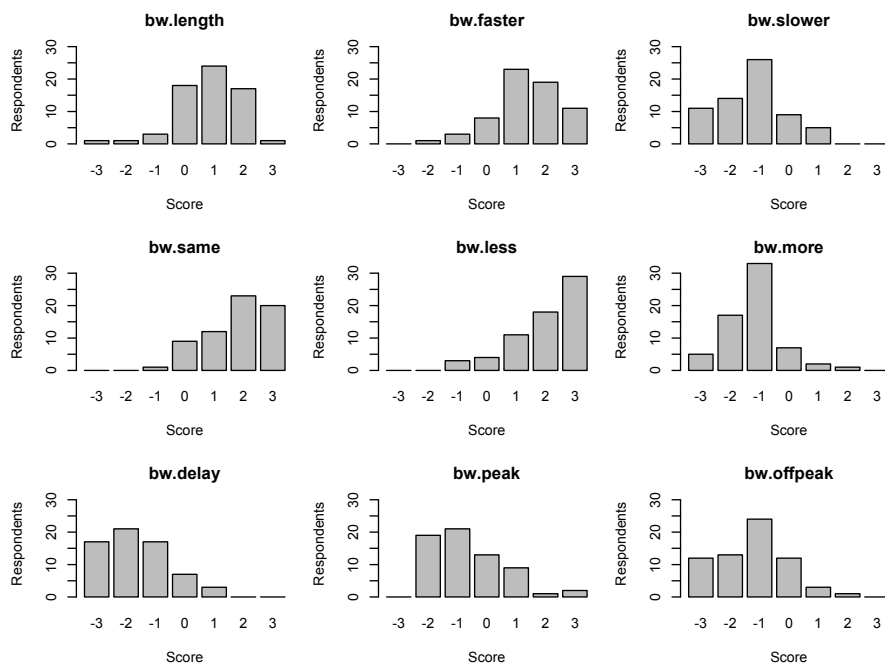 bw.length
Respondents
0 10 20 30
-3 -2 -1 0 1 2 3
Score
bw.faster
Respondents
0 10 20 30
-3 -2 -1 0 1 2 3
Score
bw.slower
Respondents
0 10 20 30
-3 -2 -1 0 1 2 3
Score
bw.same
Respondents
0 10 20 30
-3 -2 -1 0 1 2 3
Score
bw.less
Respondents
0 10 20 30
-3 -2 -1 0 1 2 3
Score
bw.more
Respondents
0 10 20 30
-3 -2 -1 0 1 2 3
Score
bw.delay
Respondents
0 10 20 30
-3 -2 -1 0 1 2 3
Score
bw.peak
Respondents
0 10 20 30
-3 -2 -1 0 1 2 3
Score
bw.offpeak
Respondents
0 10 20 30
-3 -2 -1 0 1 2 3
Score